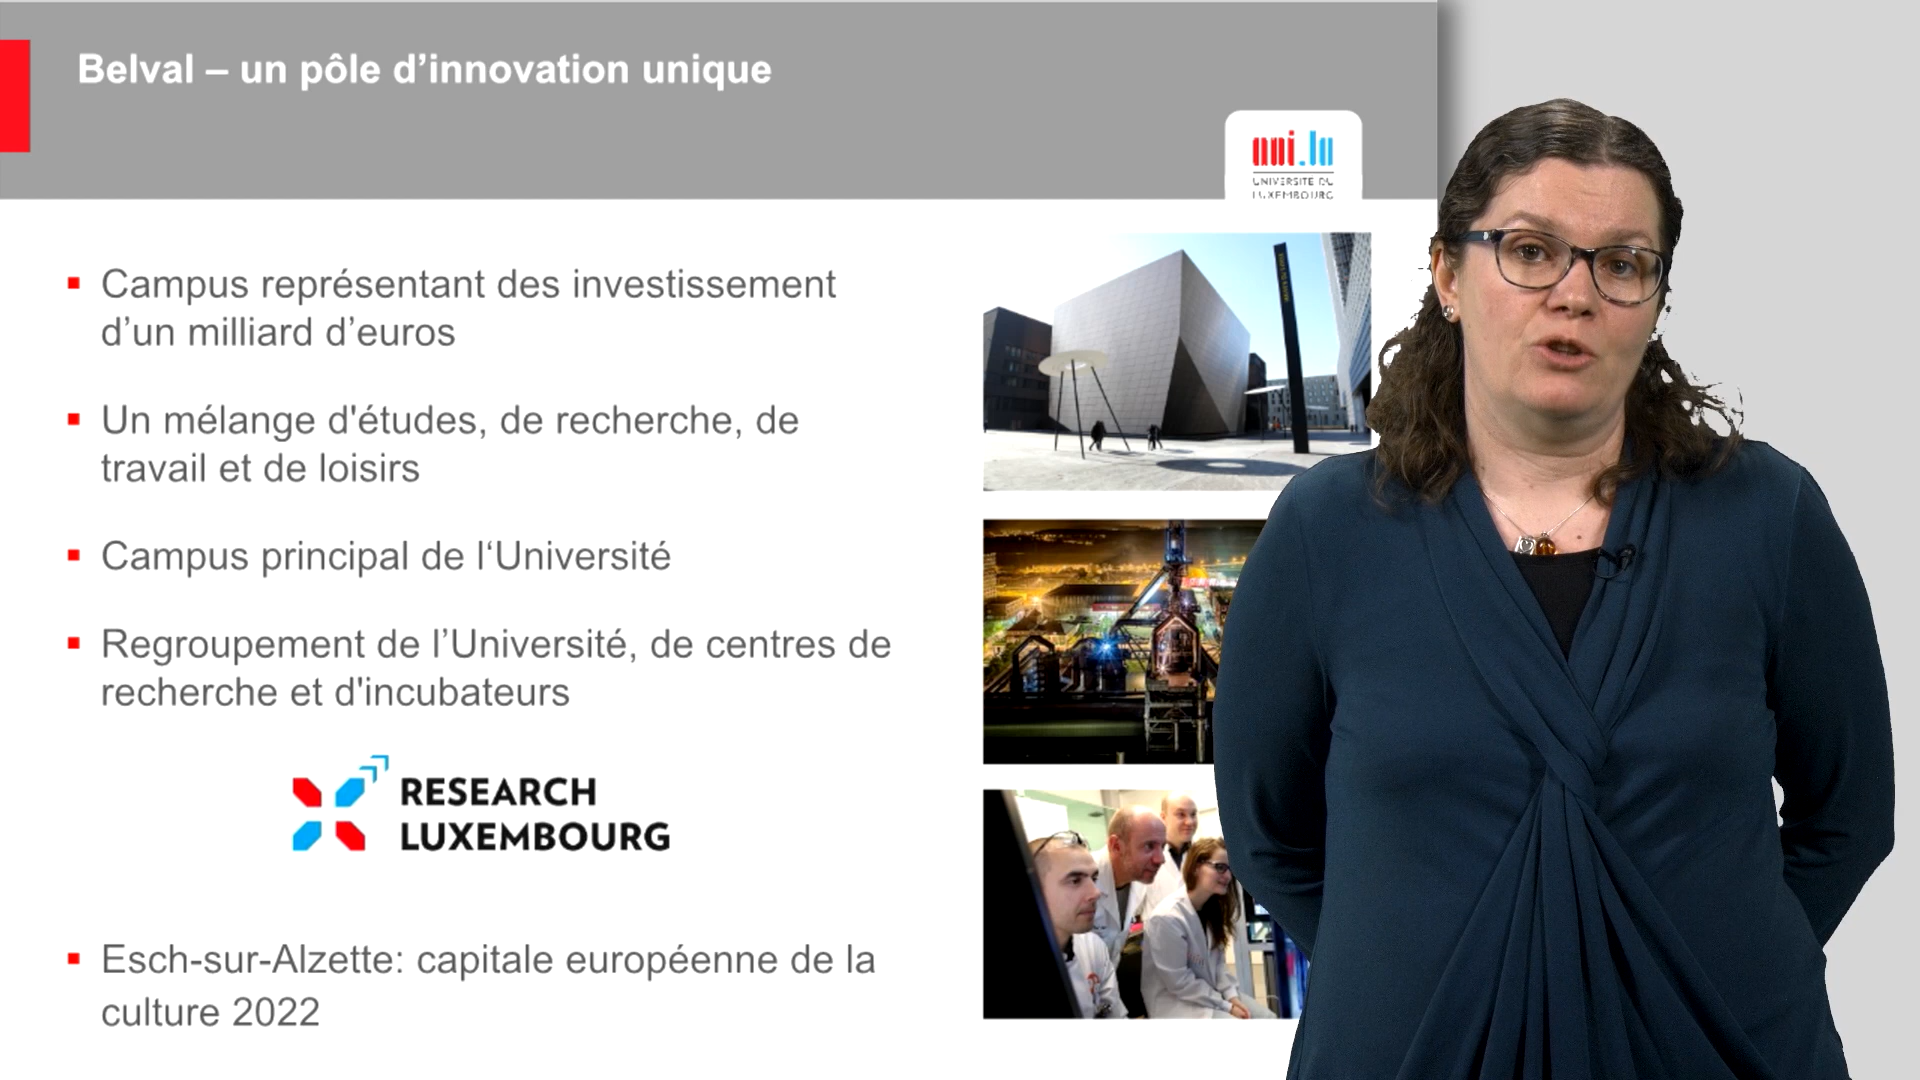 Belval – un pôle d’innovation unique
uni.lu
UNIVERSITÉ DU
LUXEMBOURG
Campus représentant des investissement
d’un milliard d’euros
Un mélange d'études, de recherche, de
travail et de loisirs
Campus principal de l‘Université
Regroupement de l’Université, de centres de
recherche et d'incubateurs
RESEARCH
LUXEMBOURG
Esch-sur-Alzette: capitale européenne de la
culture 2022